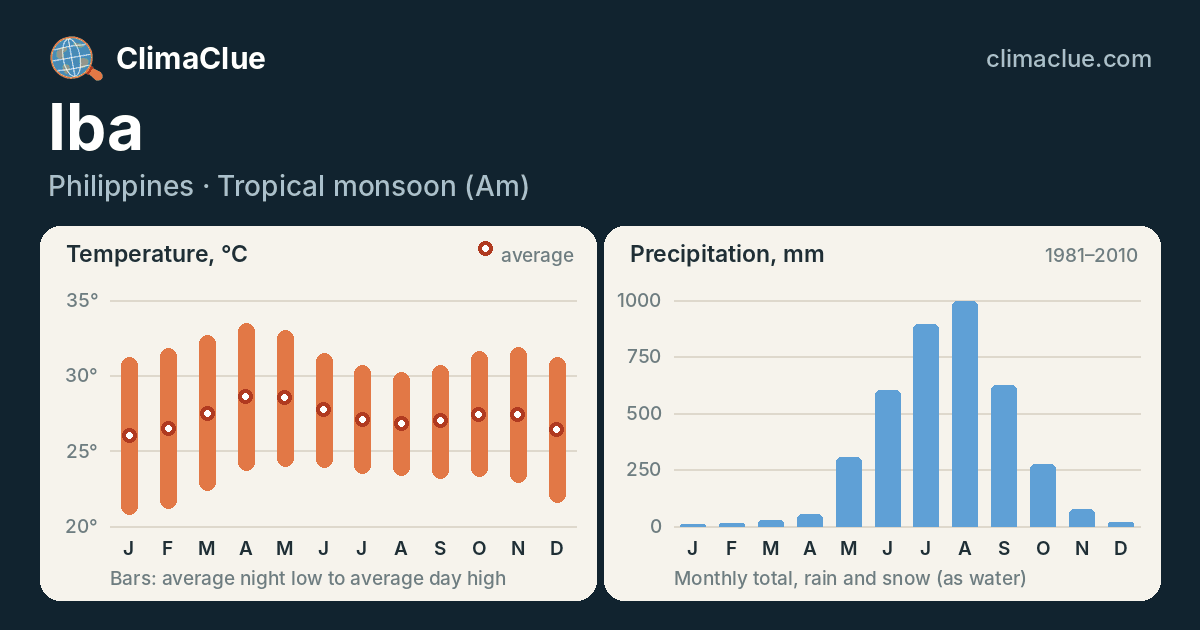 ClimaClue
climaclue.com
Iba
Philippines · Tropical monsoon (Am)
Temperature, °C
average
35°
30°
25°
20°
J F M A M J J A S O N D
Bars: average night low to average day high
Precipitation, mm
1981–2010
1000
750
500
250
0
J F M A M J J A S O N D
Monthly total, rain and snow (as water)